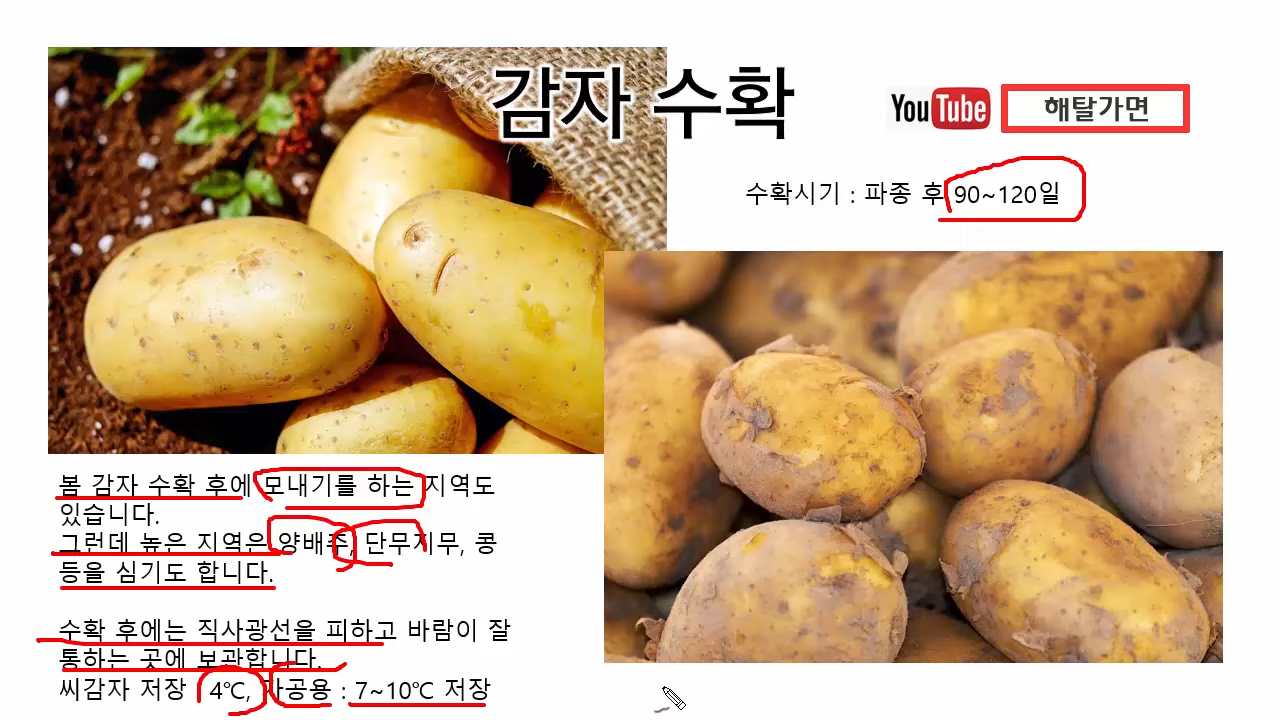 감자 수확
YouTube 해탈가면
수확시기 : 파종 후 90~120일
봄 감자 수확 후에 모내기를 하는 지역도
있습니다.
그런데 높은 지역은 양배추, 단무지무, 콩
등을 심기도 합니다.
수확 후에는 직사광선을 피하고 바람이 잘
통하는 곳에 보관합니다.
씨감자 저장 : 4℃, 가공용 : 7~10℃ 저장